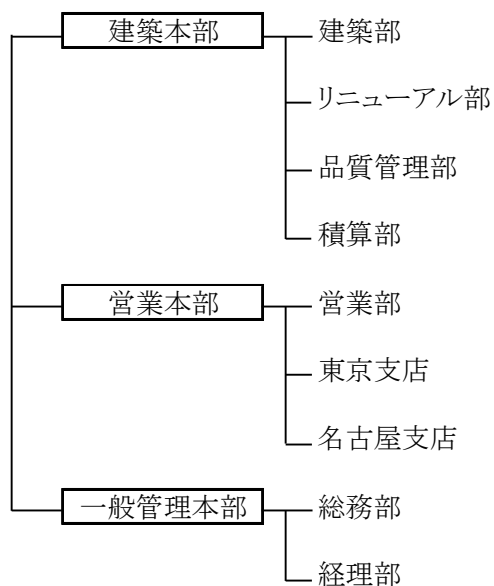 建築本部
建築部
リニューアル部
品質管理部
積算部
営業本部
営業部
東京支店
名古屋支店
一般管理本部
総務部
経理部